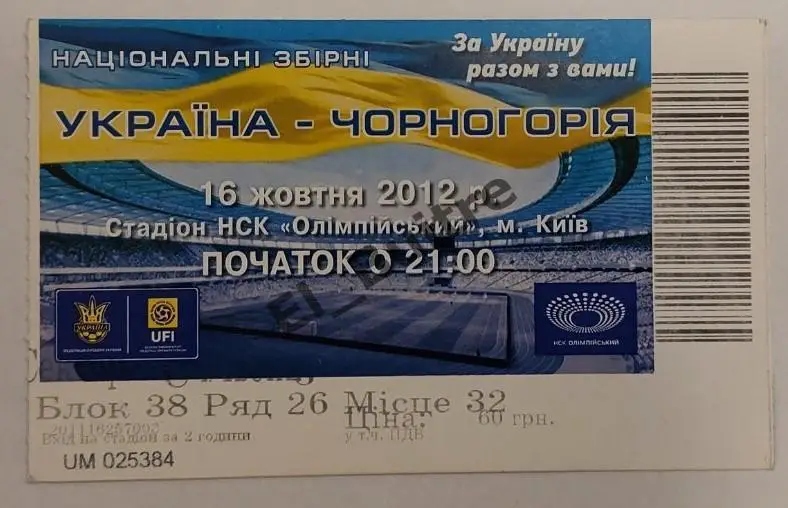 НАЦІОНАЛЬНІ ЗБІРНІ
За Україну
разом з вами!
УКРАЇНА - ЧОРНОГОРІЯ
16 жовтня 2012 р.
Стадіон НСК «Олімпійський», м. Київ
ПОЧАТОК О 21:00
El_Buitre
УКРАЇНА
UFI
НСК ОЛІМПІЙСЬКИЙ
Блок 38 Ряд 26 Місце 32
Ціна: 60 грн.
Вхід на стадіон за 2 години
у т.ч. ПДВ
UM 025384